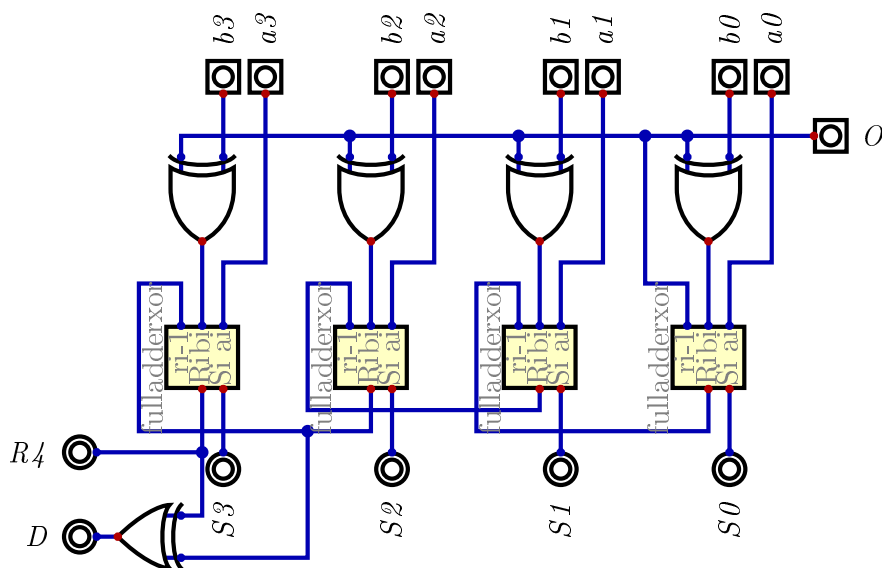 b3
a3
b2
a2
b1
a1
b0
a0
O
fulladderxor
ri-1
Ribi
Si ai
fulladderxor
ri-1
Ribi
Si ai
fulladderxor
ri-1
Ribi
Si ai
fulladderxor
ri-1
Ribi
Si ai
R4
D
S3
S2
S1
S0